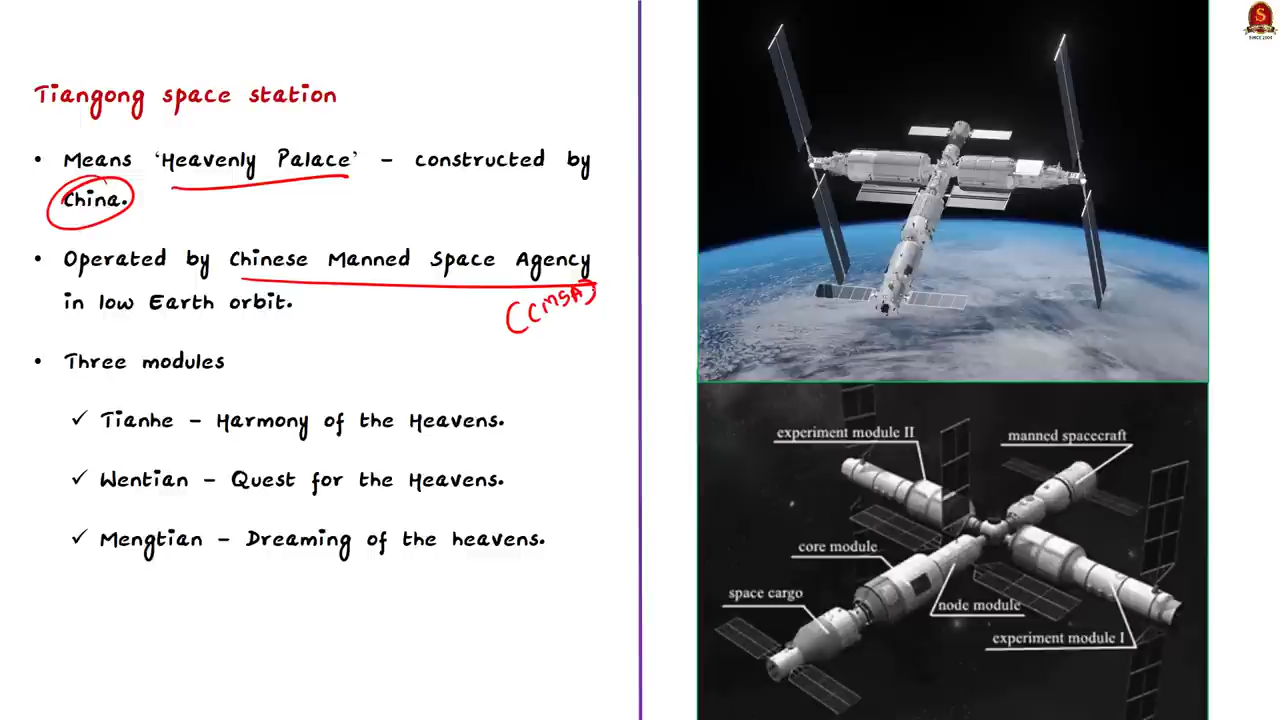 Tiangong space station
• Means ‘Heavenly Palace’ – constructed by
China.
• Operated by Chinese Manned Space Agency
in low Earth orbit.
(CMSA)
• Three modules
✓ Tianhe – Harmony of the Heavens.
✓ Wentian – Quest for the Heavens.
✓ Mengtian – Dreaming of the heavens.
S
SINCE 2004
experiment module II
manned spacecraft
core module
space cargo
node module
experiment module I